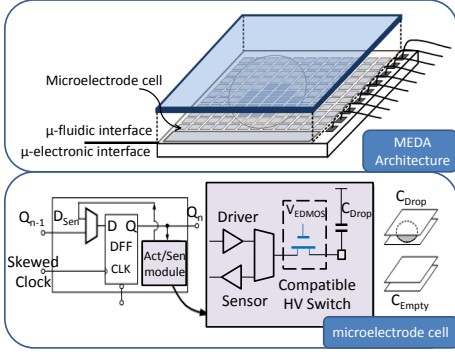 Microelectrode cell
μ-fluidic interface
μ-electronic interface
MEDA
Architecture
Q_{n-1}
D_{Sen}
D Q
DFF
CLK
Q_n
Skewed
Clock
Act/Sen
module
Driver
Sensor
V_{EDMOS}
C_{Drop}
Compatible
HV Switch
C_{Drop}
C_{Empty}
microelectrode cell